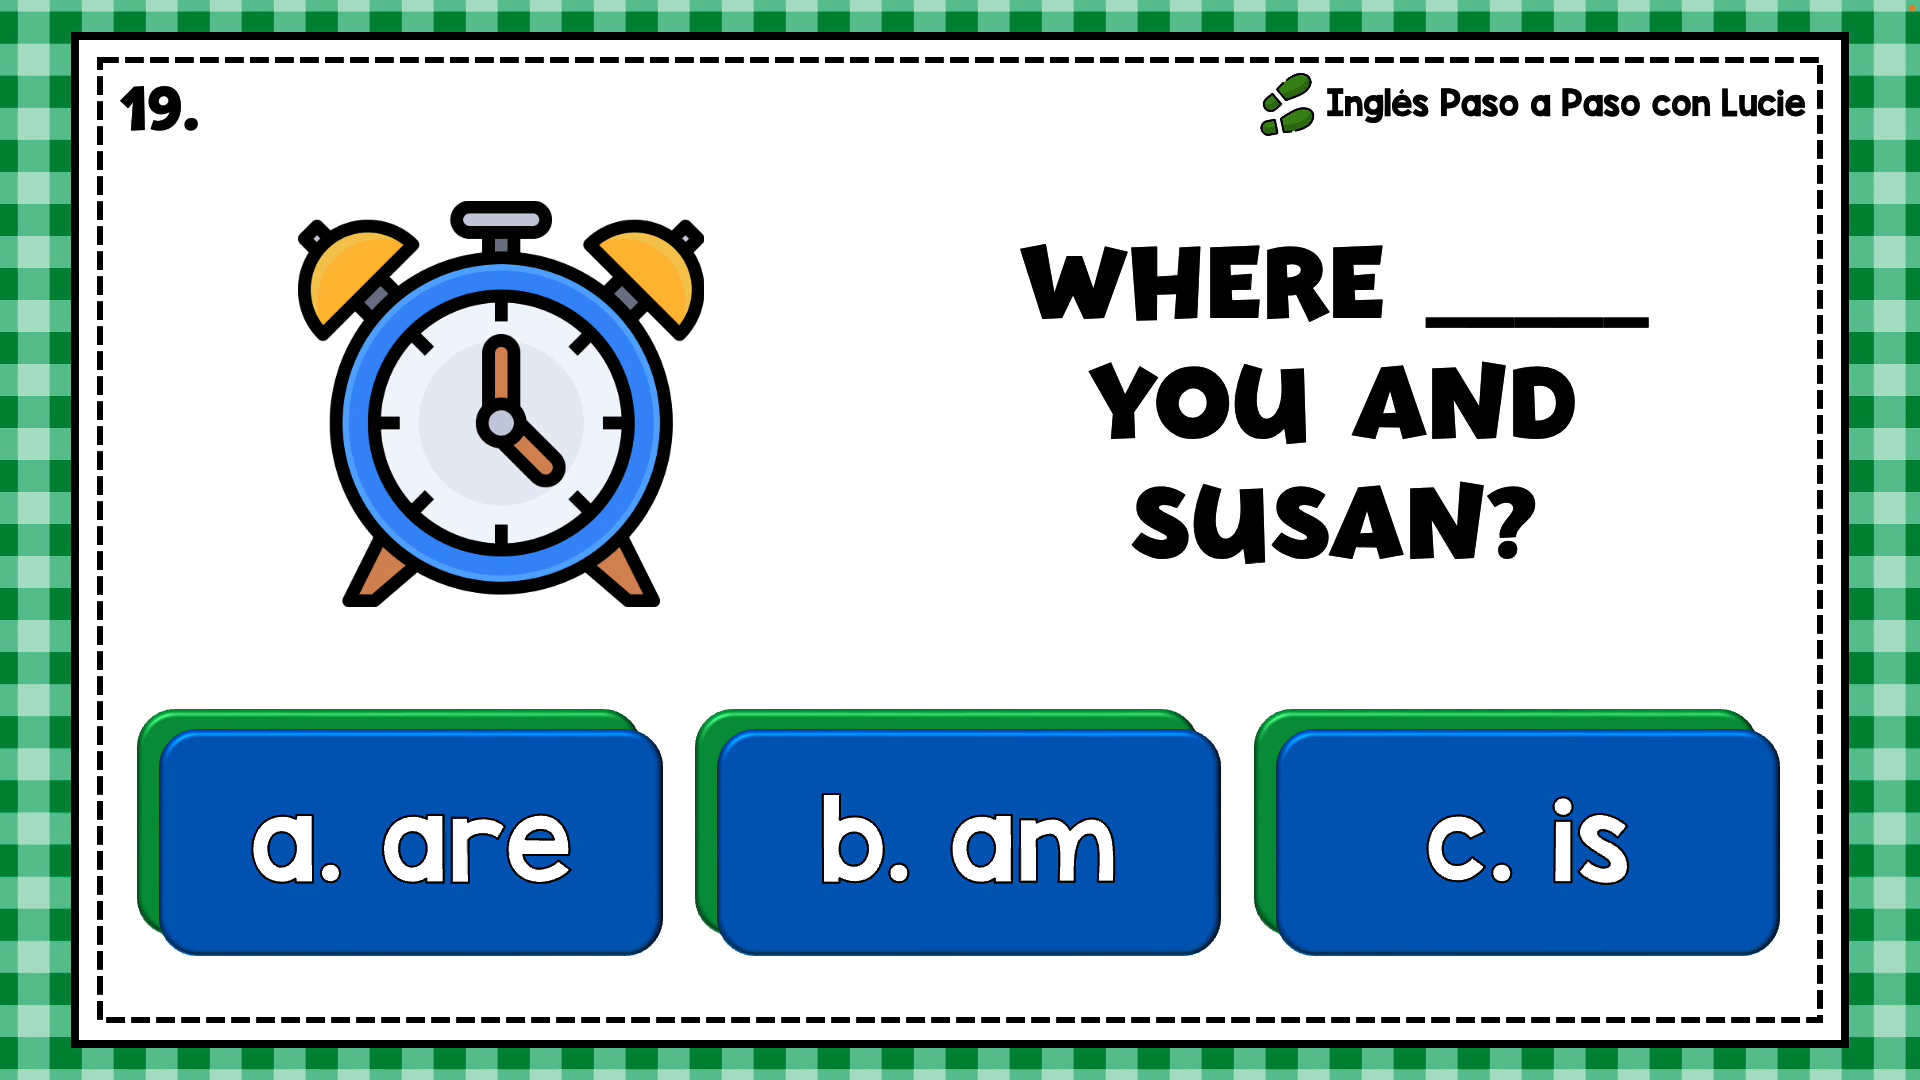 19.
Inglés Paso a Paso con Lucie
WHERE ____
YOU AND
SUSAN?
a. are
b. am
c. is